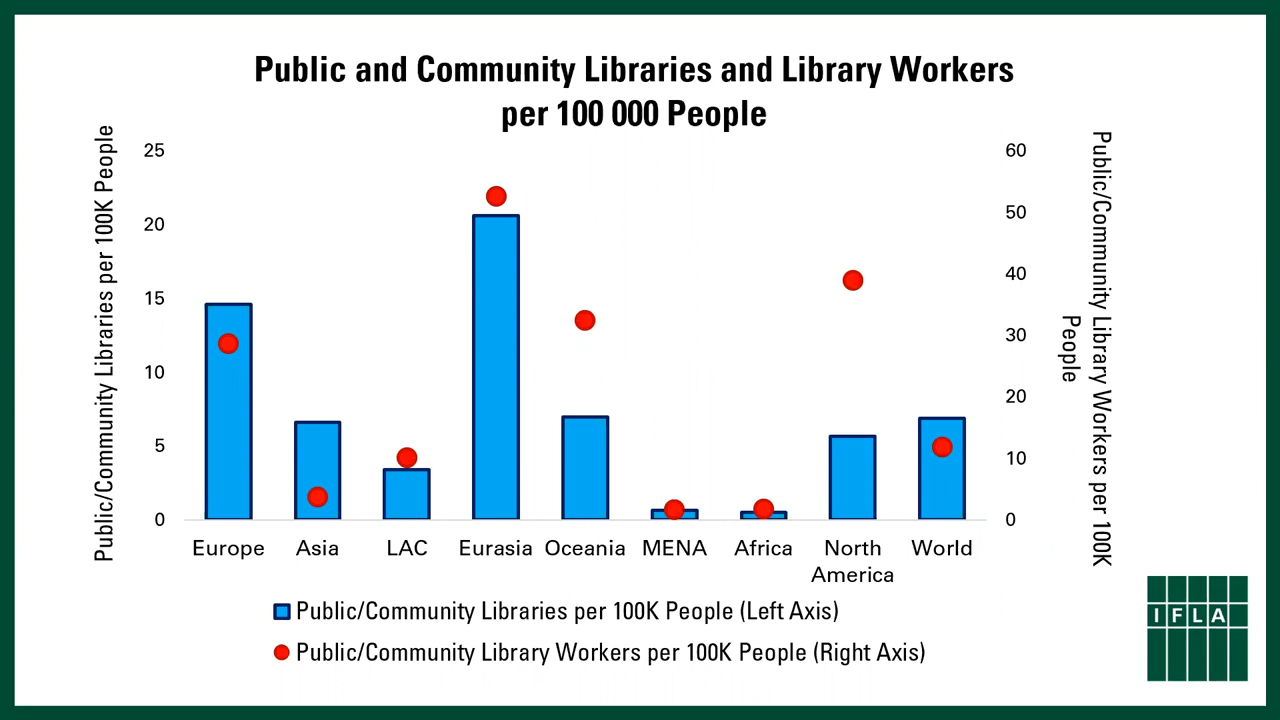 Public and Community Libraries and Library Workers
per 100 000 People
Public/Community Libraries per 100K People
25
20
15
10
5
0
60
50
40
30
20
10
0
Public/Community Library Workers per 100K
People
Europe
Asia
LAC
Eurasia
Oceania
MENA
Africa
North
America
World
Public/Community Libraries per 100K People (Left Axis)
Public/Community Library Workers per 100K People (Right Axis)
IFLA